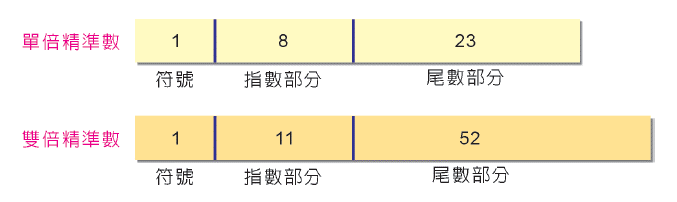 單倍精準數 1 8 23
符號 指數部分 尾數部分
雙倍精準數 1 11 52
符號 指數部分 尾數部分